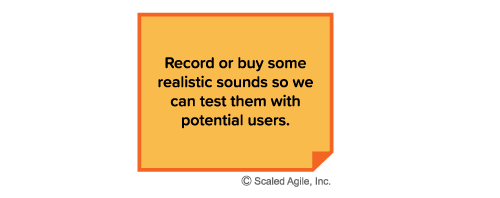 Record or buy some
realistic sounds so we
can test them with
potential users.
© Scaled Agile, Inc.